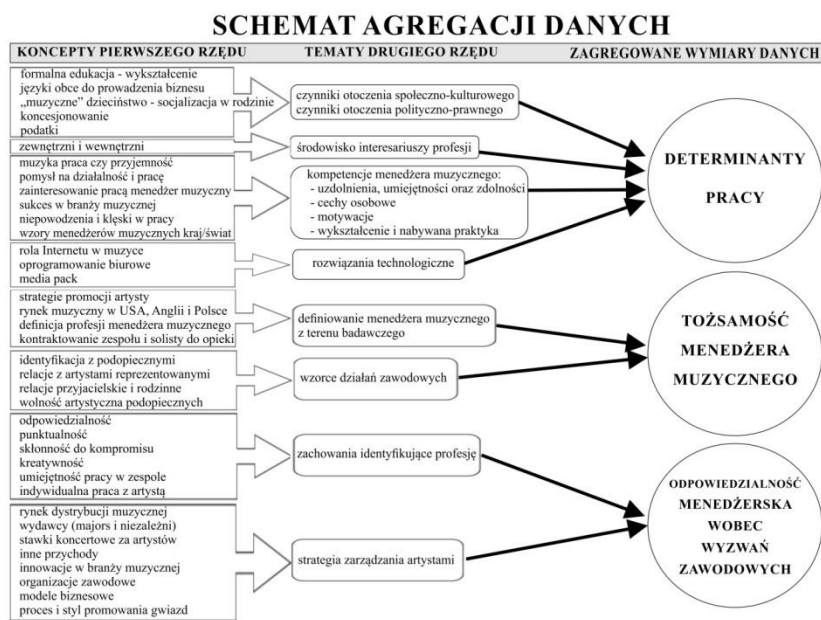 SCHEMAT AGREGACJI DANYCH
KONCEPTY PIERWSZEGO RZĘDU
TEMATY DRUGIEGO RZĘDU
ZAGREGOWANE WYMIARY DANYCH
formalna edukacja - wykształcenie
języki obce do prowadzenia biznesu
„muzyczne” dzieciństwo - socjalizacja w rodzinie
koncesjonowanie
podatki
czynniki otoczenia społeczno-kulturowego
czynniki otoczenia polityczno-prawnego
zewnętrzni i wewnętrzni
środowisko interesariuszy profesji
muzyka praca czy przyjemność
pomysł na działalność i pracę
zainteresowanie pracą menedżer muzyczny
sukces w branży muzycznej
niepowodzenia i klęski w pracy
wzory menedżerów muzycznych kraj/świat
kompetencje menedżera muzycznego:
- uzdolnienia, umiejętności oraz zdolności
- cechy osobowe
- motywacje
- wykształcenie i nabywana praktyka
rola Internetu w muzyce
oprogramowanie biurowe
media pack
rozwiązania technologiczne
DETERMINANTY
PRACY
strategie promocji artysty
rynek muzyczny w USA, Anglii i Polsce
definicja profesji menedżera muzycznego
kontraktowanie zespołu i solisty do opieki
definiowanie menedżera muzycznego
z terenu badawczego
identyfikacja z podopiecznymi
relacje z artystami reprezentowanymi
relacje przyjacielskie i rodzinne
wolność artystyczna podopiecznych
wzorce działań zawodowych
TOŻSAMOŚĆ
MENEDŻERA
MUZYCZNEGO
odpowiedzialność
punktualność
skłonność do kompromisu
kreatywność
umiejętność pracy w zespole
indywidualna praca z artystą
zachowania identyfikujące profesję
rynek dystrybucji muzycznej
wydawcy (majors i niezależni)
stawki koncertowe za artystów
inne przychody
innowacje w branży muzycznej
organizacje zawodowe
modele biznesowe
proces i styl promowania gwiazd
strategia zarządzania artystami
ODPOWIEDZIALNOŚĆ
MENEDŻERSKA
WOBEC
WYZWAŃ
ZAWODOWYCH